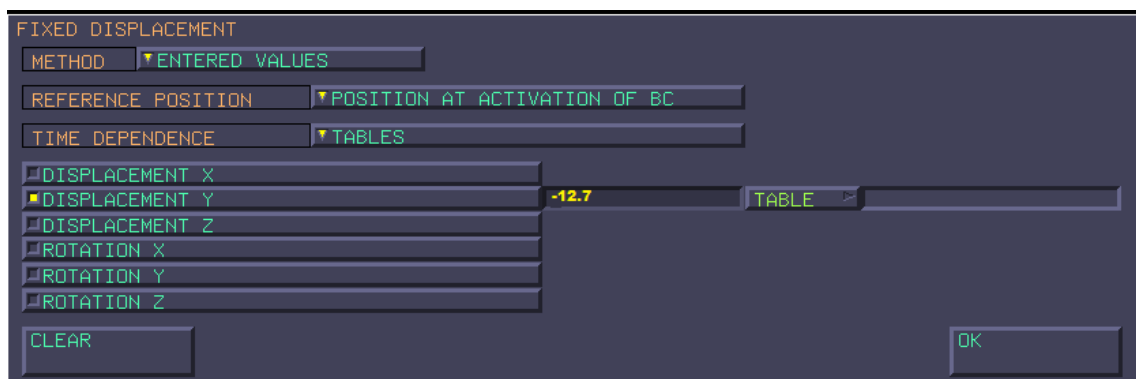 FIXED DISPLACEMENT
METHOD ENTERED VALUES
REFERENCE POSITION POSITION AT ACTIVATION OF BC
TIME DEPENDENCE TABLES
DISPLACEMENT X
DISPLACEMENT Y -12.7 TABLE
DISPLACEMENT Z
ROTATION X
ROTATION Y
ROTATION Z
CLEAR OK